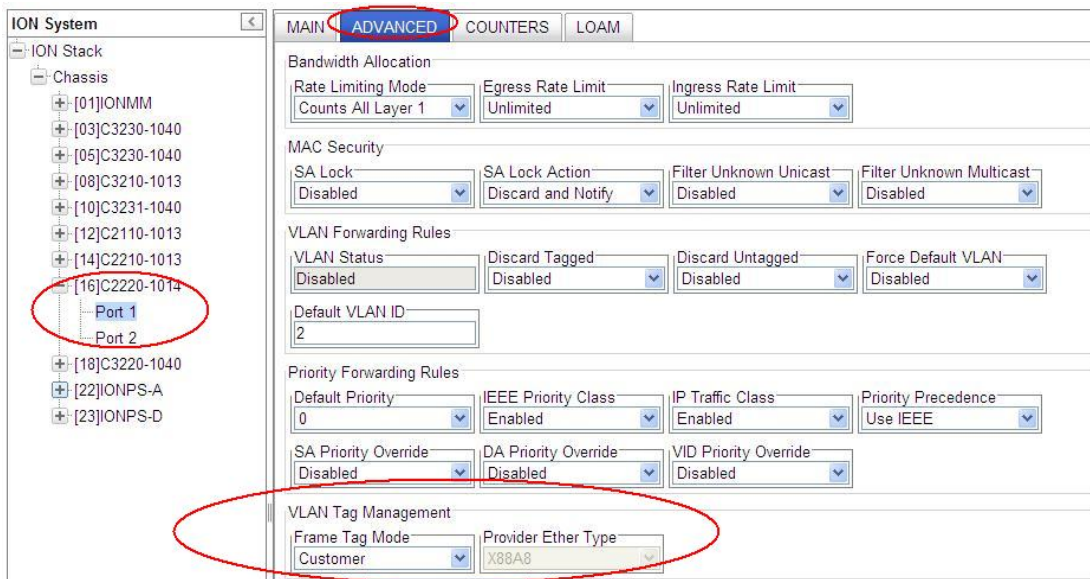 ION System
ION Stack
Chassis
[01]IONMM
[03]C3230-1040
[05]C3230-1040
[08]C3210-1013
[10]C3231-1040
[12]C2110-1013
[14]C2210-1013
[16]C2220-1014
Port 1
Port 2
[18]C3220-1040
[22]IONPS-A
[23]IONPS-D
MAIN ADVANCED COUNTERS LOAM
Bandwidth Allocation
Rate Limiting Mode Egress Rate Limit Ingress Rate Limit
Counts All Layer 1 Unlimited Unlimited
MAC Security
SA Lock SA Lock Action Filter Unknown Unicast Filter Unknown Multicast
Disabled Discard and Notify Disabled Disabled
VLAN Forwarding Rules
VLAN Status Discard Tagged Discard Untagged Force Default VLAN
Disabled Disabled Disabled Disabled
Default VLAN ID
2
Priority Forwarding Rules
Default Priority IEEE Priority Class IP Traffic Class Priority Precedence
0 Enabled Enabled Use IEEE
SA Priority Override DA Priority Override VID Priority Override
Disabled Disabled Disabled
VLAN Tag Management
Frame Tag Mode Provider Ether Type
Customer X88A8